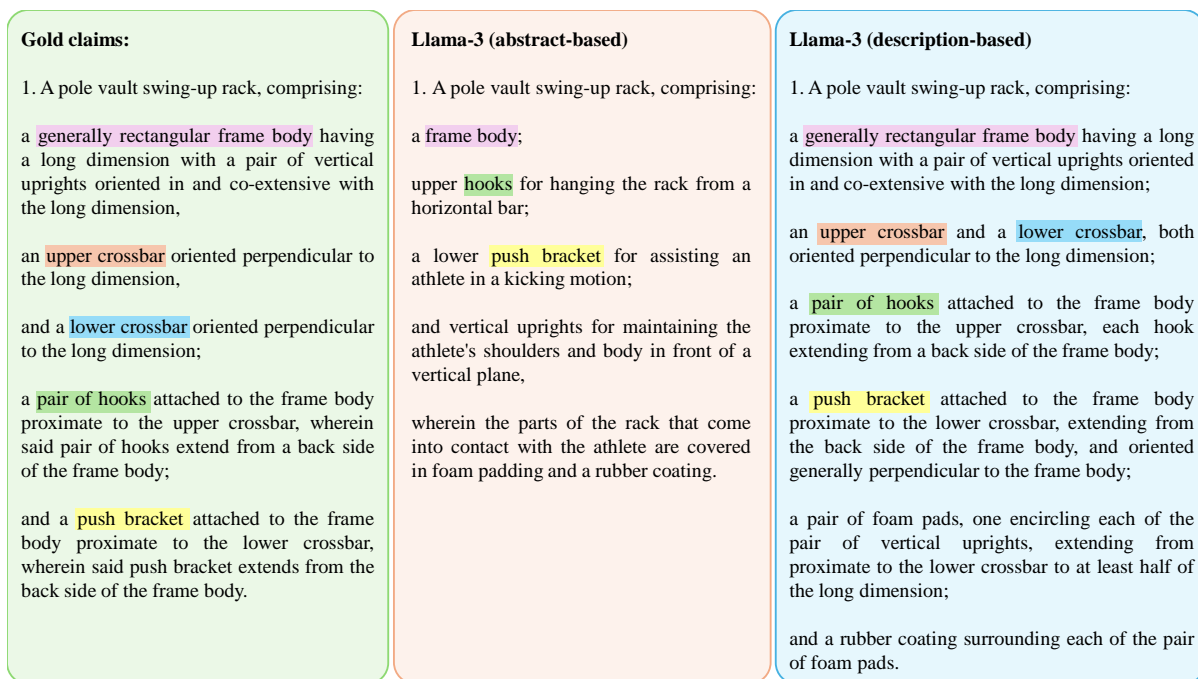 Gold claims:
1. A pole vault swing-up rack, comprising:
a generally rectangular frame body having
a long dimension with a pair of vertical
uprights oriented in and co-extensive with
the long dimension,
an upper crossbar oriented perpendicular to
the long dimension,
and a lower crossbar oriented perpendicular
to the long dimension;
a pair of hooks attached to the frame body
proximate to the upper crossbar, wherein
said pair of hooks extend from a back side
of the frame body;
and a push bracket attached to the frame
body proximate to the lower crossbar,
wherein said push bracket extends from the
back side of the frame body.
Llama-3 (abstract-based)
1. A pole vault swing-up rack, comprising:
a frame body;
upper hooks for hanging the rack from a
horizontal bar;
a lower push bracket for assisting an
athlete in a kicking motion;
and vertical uprights for maintaining the
athlete's shoulders and body in front of a
vertical plane,
wherein the parts of the rack that come
into contact with the athlete are covered
in foam padding and a rubber coating.
Llama-3 (description-based)
1. A pole vault swing-up rack, comprising:
a generally rectangular frame body having a long
dimension with a pair of vertical uprights oriented
in and co-extensive with the long dimension;
an upper crossbar and a lower crossbar, both
oriented perpendicular to the long dimension;
a pair of hooks attached to the frame body
proximate to the upper crossbar, each hook
extending from a back side of the frame body;
a push bracket attached to the frame body
proximate to the lower crossbar, extending from
the back side of the frame body, and oriented
generally perpendicular to the frame body;
a pair of foam pads, one encircling each of the
pair of vertical uprights, extending from
proximate to the lower crossbar to at least half of
the long dimension;
and a rubber coating surrounding each of the pair
of foam pads.